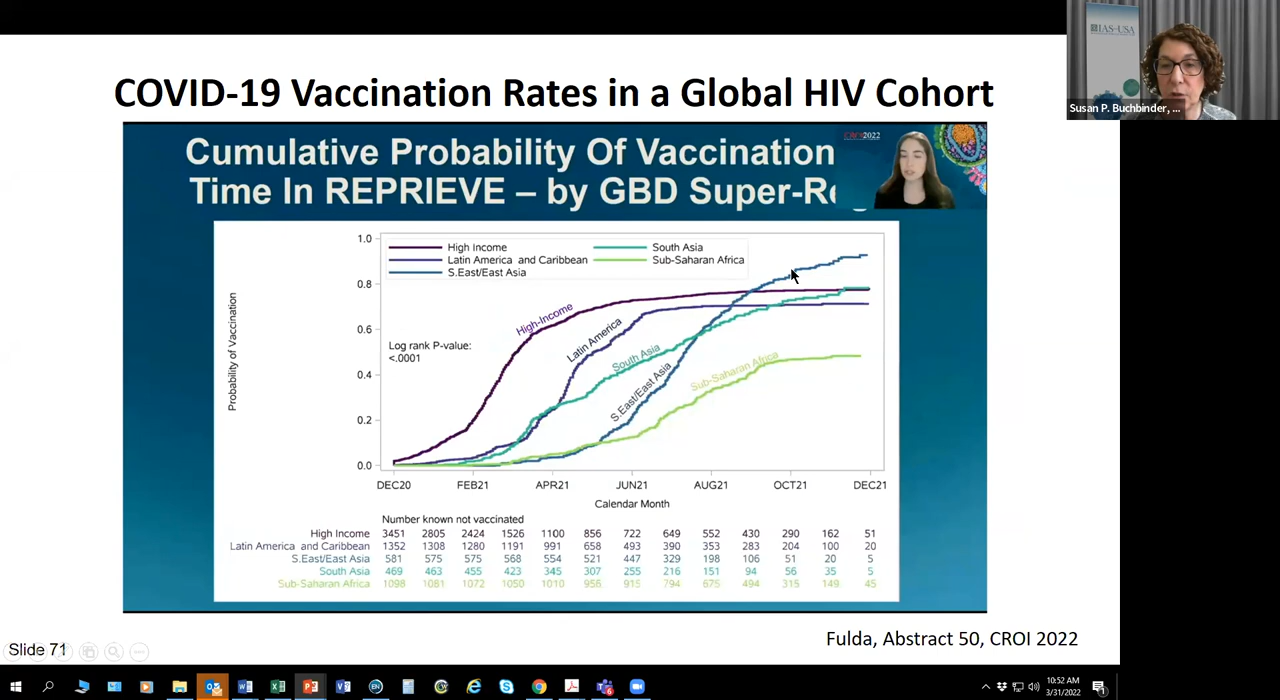 IAS-USA
Susan P. Buchbinder, ...
COVID-19 Vaccination Rates in a Global HIV Cohort
Cumulative Probability Of Vaccination
Time In REPRIEVE – by GBD Super-Re
CROI2022
1.0
0.8
0.6
0.4
0.2
0.0
Probability of Vaccination
High Income
Latin America and Caribbean
S.East/East Asia
South Asia
Sub-Saharan Africa
Log rank P-value:
<.0001
High-Income
Latin America
South Asia
S.East/East Asia
Sub-Saharan Africa
DEC20 FEB21 APR21 JUN21 AUG21 OCT21 DEC21
Calendar Month
Number known not vaccinated
High Income 3451 2805 2424 1526 1100 856 722 649 552 430 290 162 51
Latin America and Caribbean 1352 1308 1280 1191 991 658 493 390 353 283 204 100 20
S.East/East Asia 581 575 575 568 554 521 447 329 198 106 51 20 5
South Asia 469 463 455 423 345 307 255 216 151 94 56 35 5
Sub-Saharan Africa 1098 1081 1072 1050 1010 956 915 794 675 494 315 149 45
Fulda, Abstract 50, CROI 2022
Slide 71
10:52 AM
3/31/2022